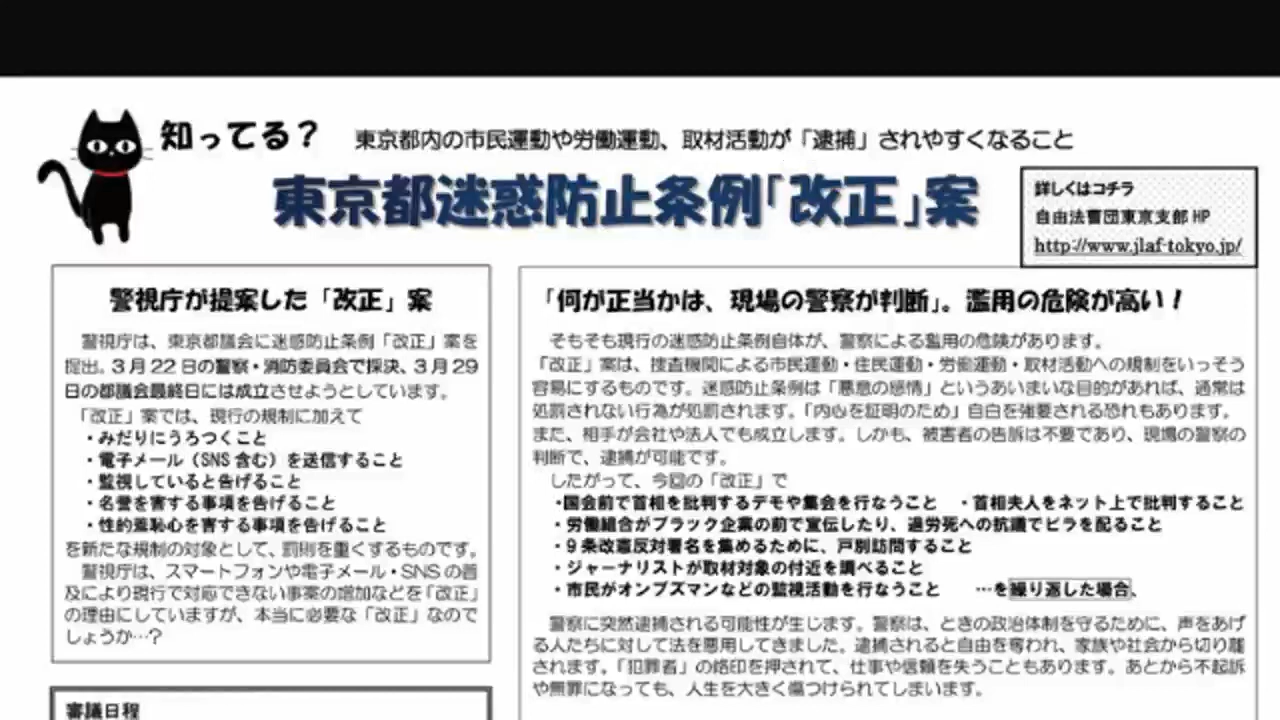 知ってる？
東京都内の市民運動や労働運動、取材活動が「逮捕」されやすくなること
東京都迷惑防止条例「改正」案
詳しくはコチラ
自由法曹団東京支部 HP
http://www.jlaf-tokyo.jp/
警視庁が提案した「改正」案
警視庁は、東京都議会に迷惑防止条例「改正」案を
提出。３月２２日の警察・消防委員会で採決、３月２９
日の都議会最終日には成立させようとしています。
「改正」案では、現行の規制に加えて
・みだりにうろつくこと
・電子メール（SNS 含む）を送信すること
・監視していると告げること
・名誉を害する事項を告げること
・性的羞恥心を害する事項を告げること
を新たな規制の対象として、罰則を重くするものです。
警視庁は、スマートフォンや電子メール・SNS の普
及により現行で対応できない事案の増加などを「改正」
の理由にしていますが、本当に必要な「改正」なので
しょうか…？
審議日程
「何が正当かは、現場の警察が判断」。濫用の危険が高い！
そもそも現行の迷惑防止条例自体が、警察による濫用の危険があります。
「改正」案は、捜査機関による市民運動・住民運動・労働運動・取材活動への規制をいっそう
容易にするものです。迷惑防止条例は「悪意の感情」というあいまいな目的があれば、通常は
処罰されない行為が処罰されます。「内心を証明のため」自白を強要される恐れもあります。
また、相手が会社や法人でも成立します。しかも、被害者の告訴は不要であり、現場の警察の
判断で、逮捕が可能です。
したがって、今回の「改正」で
・国会前で首相を批判するデモや集会を行なうこと　・首相夫人をネット上で批判すること
・労働組合がブラック企業の前で宣伝したり、過労死への抗議でビラを配ること
・９条改憲反対署名を集めるために、戸別訪問すること
・ジャーナリストが取材対象の付近を調べること
・市民がオンブズマンなどの監視活動を行なうこと　…を繰り返した場合、
警察に突然逮捕される可能性が生じます。警察は、ときの政治体制を守るために、声をあげ
る人たちに対して法を悪用してきました。逮捕されると自由を奪われ、家族や社会から切り離
されます。「犯罪者」の烙印を押されて、仕事や信頼を失うこともあります。あとから不起訴
や無罪になっても、人生を大きく傷つけられてしまいます。